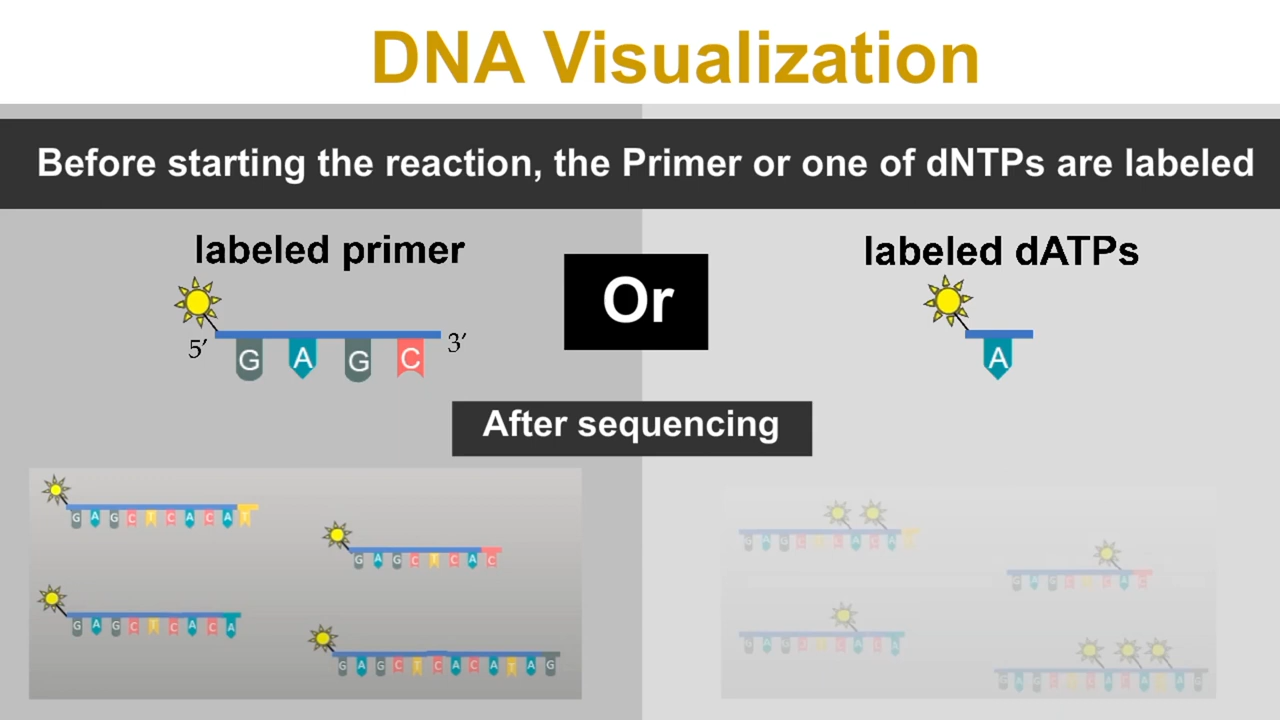 DNA Visualization
Before starting the reaction, the Primer or one of dNTPs are labeled
labeled primer
5′ G A G C 3′
Or
labeled dATPs
A
After sequencing
G A G C T C A C A T
G A G C T C A C
G A G C T C A C A
G A G C T C A C A T A G